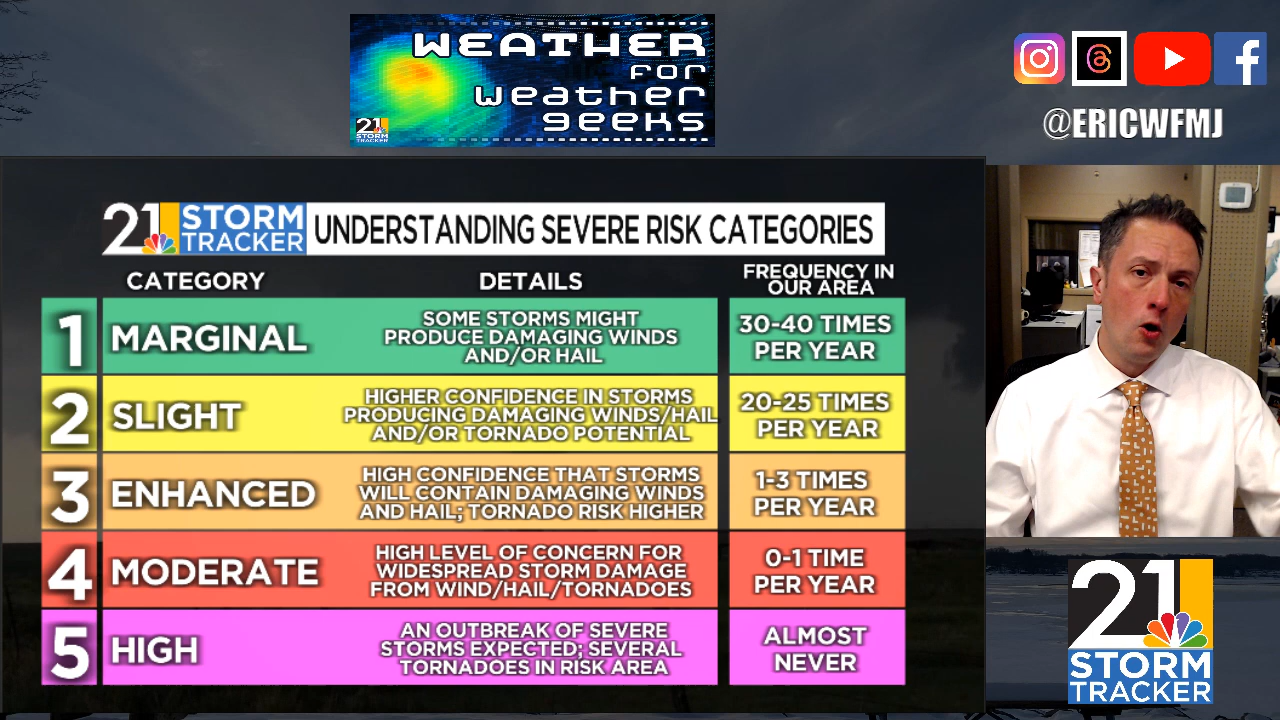 WEATHER
FOR
WEATHER
GEEKS
21
STORM
TRACKER
@ERICWFMJ
21 STORM
TRACKER
UNDERSTANDING SEVERE RISK CATEGORIES
CATEGORY
DETAILS
FREQUENCY IN
OUR AREA
1
MARGINAL
SOME STORMS MIGHT
PRODUCE DAMAGING WINDS
AND/OR HAIL
30-40 TIMES
PER YEAR
2
SLIGHT
HIGHER CONFIDENCE IN STORMS
PRODUCING DAMAGING WINDS/HAIL
AND/OR TORNADO POTENTIAL
20-25 TIMES
PER YEAR
3
ENHANCED
HIGH CONFIDENCE THAT STORMS
WILL CONTAIN DAMAGING WINDS
AND HAIL; TORNADO RISK HIGHER
1-3 TIMES
PER YEAR
4
MODERATE
HIGH LEVEL OF CONCERN FOR
WIDESPREAD STORM DAMAGE
FROM WIND/HAIL/TORNADOES
0-1 TIME
PER YEAR
5
HIGH
AN OUTBREAK OF SEVERE
STORMS EXPECTED; SEVERAL
TORNADOES IN RISK AREA
ALMOST
NEVER
21
STORM
TRACKER